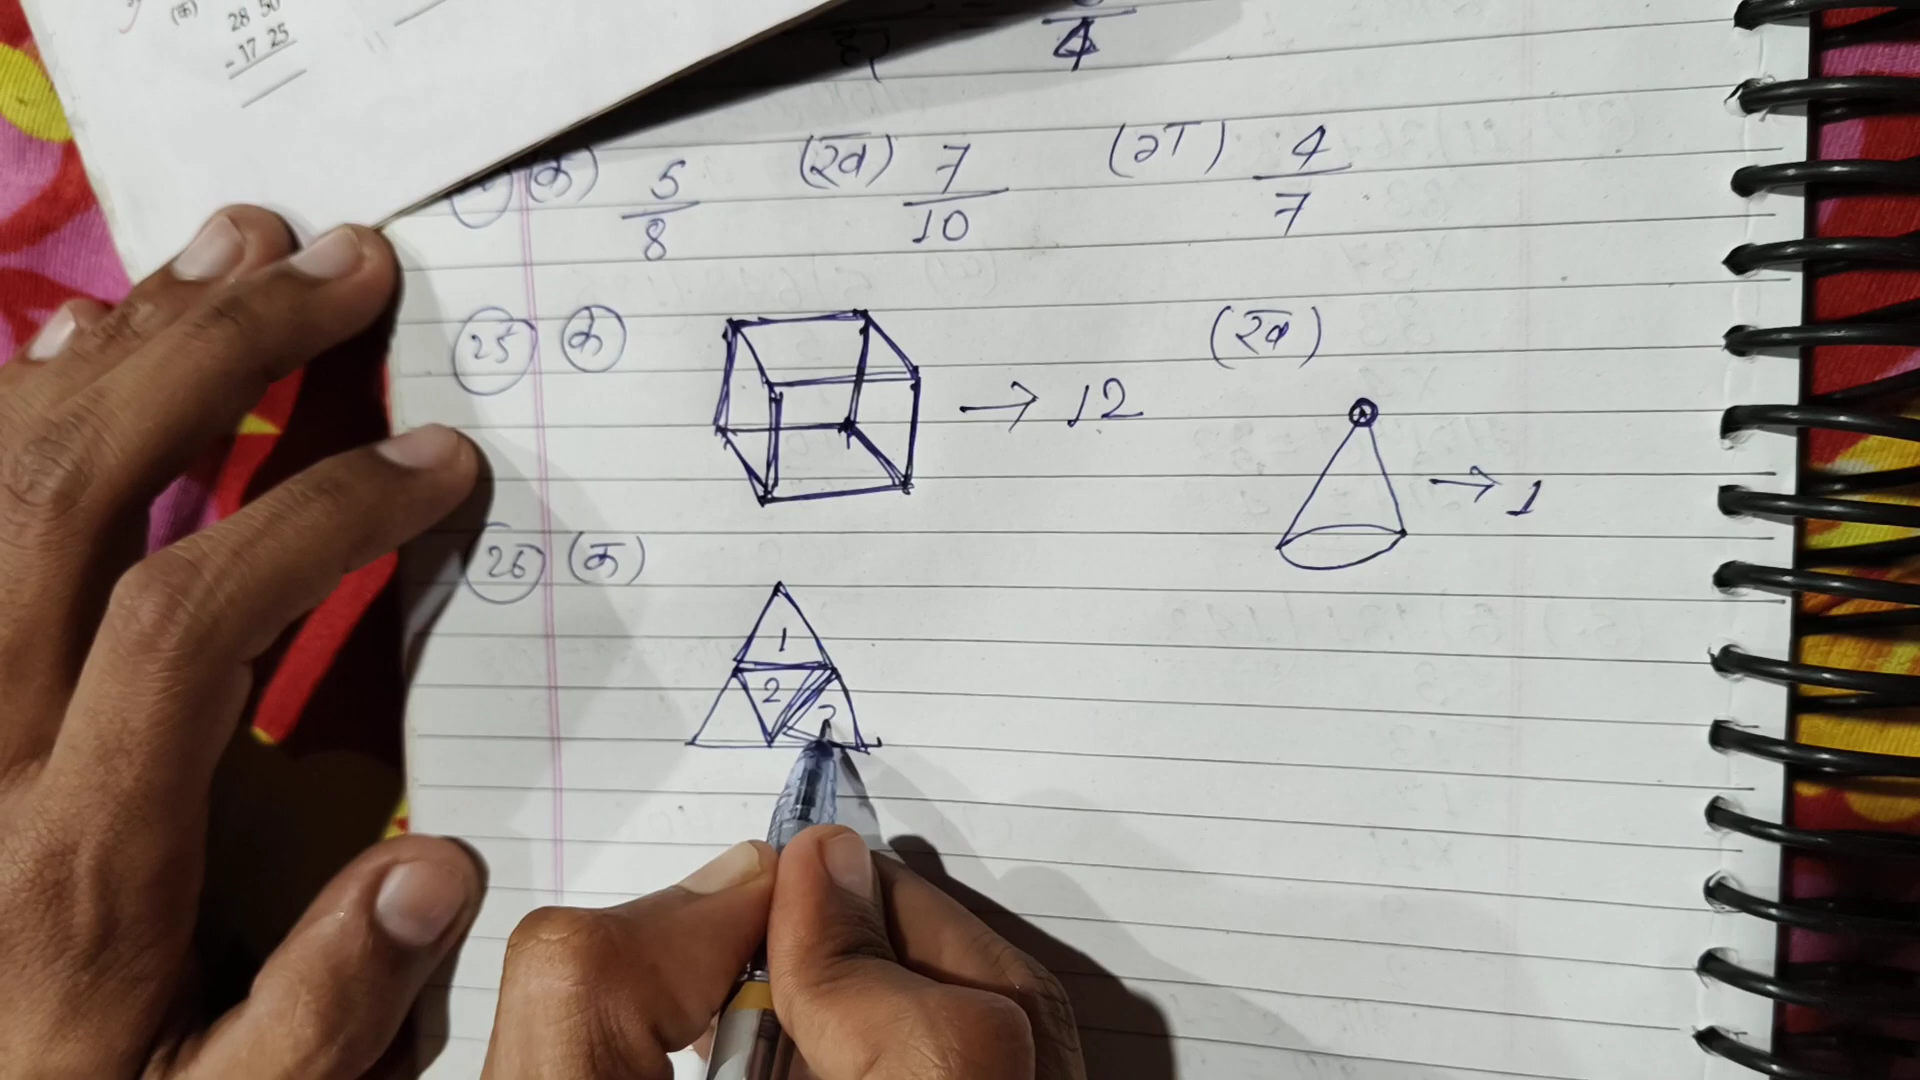 (क) 28 50
- 17 25
4
(क) 5/8 (ख) 7/10 (ग) 4/7
25 क → 12 (ख) → 1
26 (क)
1
2